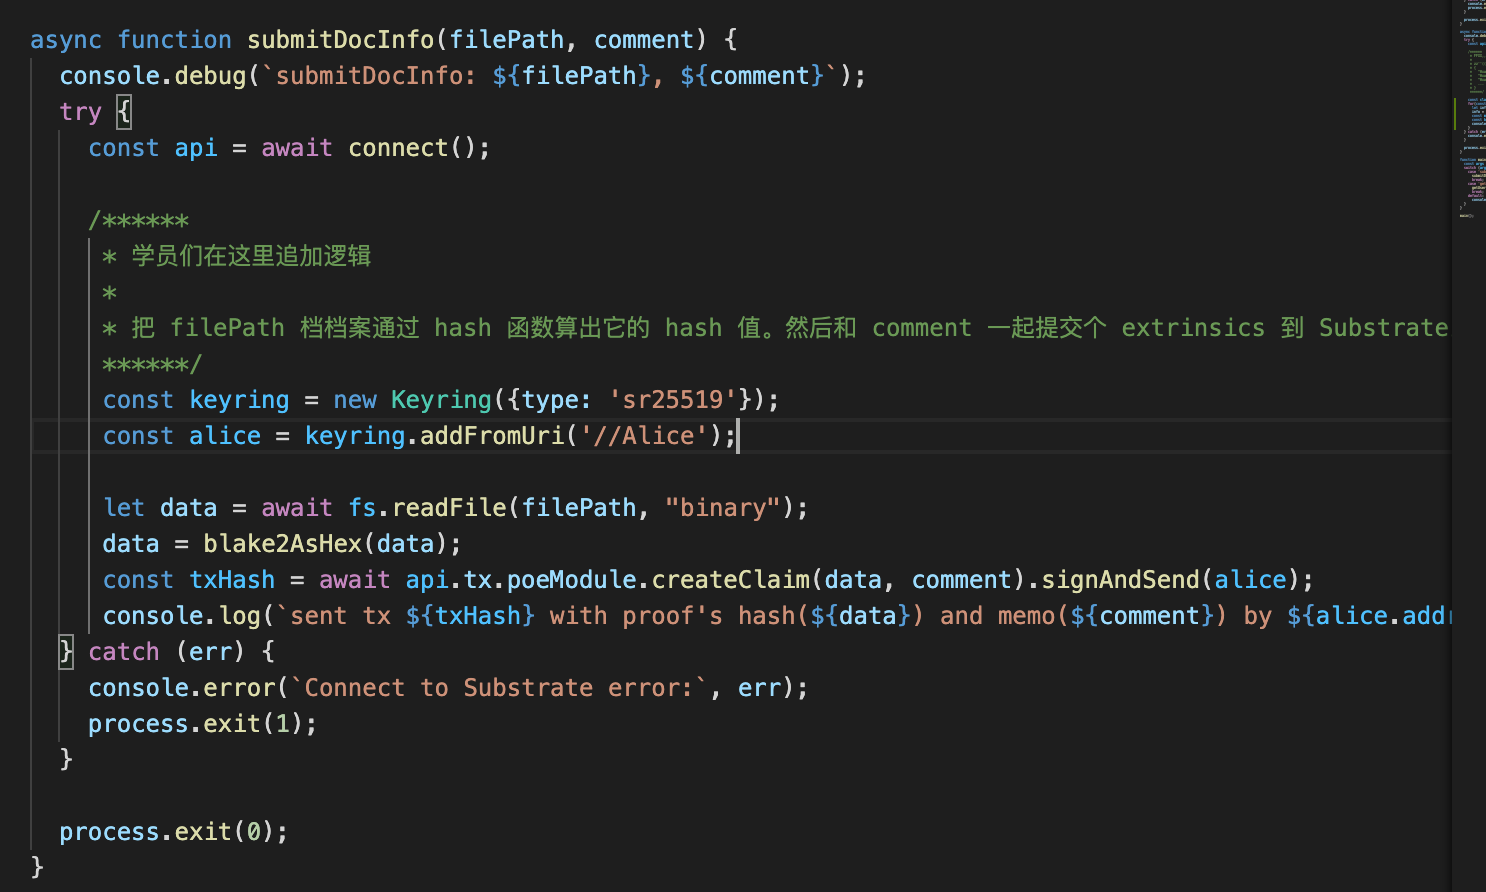 async function submitDocInfo(filePath, comment) {
console.debug(`submitDocInfo: ${filePath}, ${comment}`);
try {
const api = await connect();
/******
* 学员们在这里追加逻辑
*
* 把 filePath 档档案通过 hash 函数算出它的 hash 值。然后和 comment 一起提交个 extrinsics 到 Substrate
******/
const keyring = new Keyring({type: 'sr25519'});
const alice = keyring.addFromUri('//Alice');
let data = await fs.readFile(filePath, "binary");
data = blake2AsHex(data);
const txHash = await api.tx.poeModule.createClaim(data, comment).signAndSend(alice);
console.log(`sent tx ${txHash} with proof's hash(${data}) and memo(${comment}) by ${alice.add
} catch (err) {
console.error(`Connect to Substrate error:`, err);
process.exit(1);
}
process.exit(0);
}